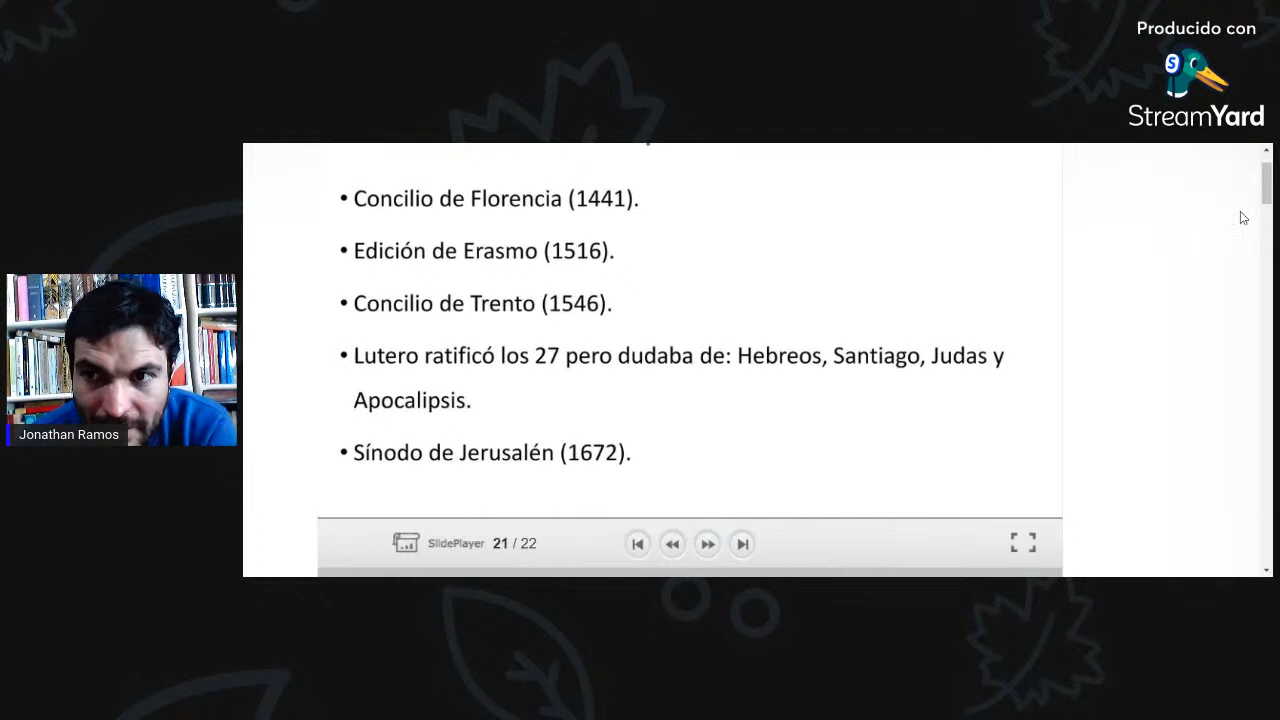 Producido con
S
StreamYard
• Concilio de Florencia (1441).
• Edición de Erasmo (1516).
• Concilio de Trento (1546).
• Lutero ratificó los 27 pero dudaba de: Hebreos, Santiago, Judas y
Apocalipsis.
• Sínodo de Jerusalén (1672).
Jonathan Ramos
SlidePlayer 21 / 22